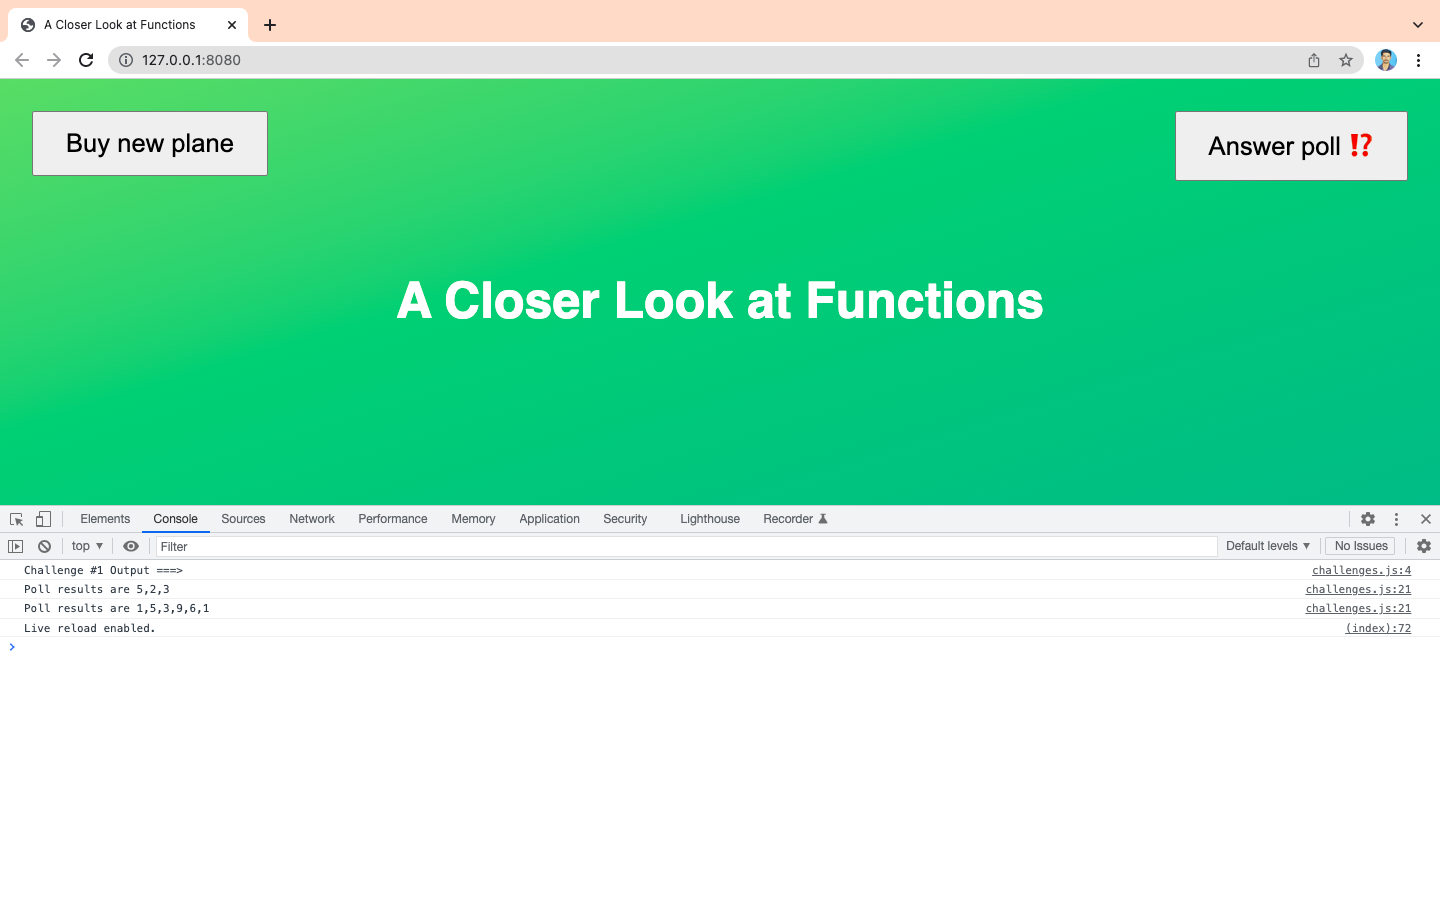 A Closer Look at Functions
127.0.0.1:8080
Buy new plane
Answer poll ⁉️
A Closer Look at Functions
Elements Console Sources Network Performance Memory Application Security Lighthouse Recorder
top Filter Default levels No Issues
Challenge #1 Output ===> challenges.js:4
Poll results are 5,2,3 challenges.js:21
Poll results are 1,5,3,9,6,1 challenges.js:21
Live reload enabled. (index):72